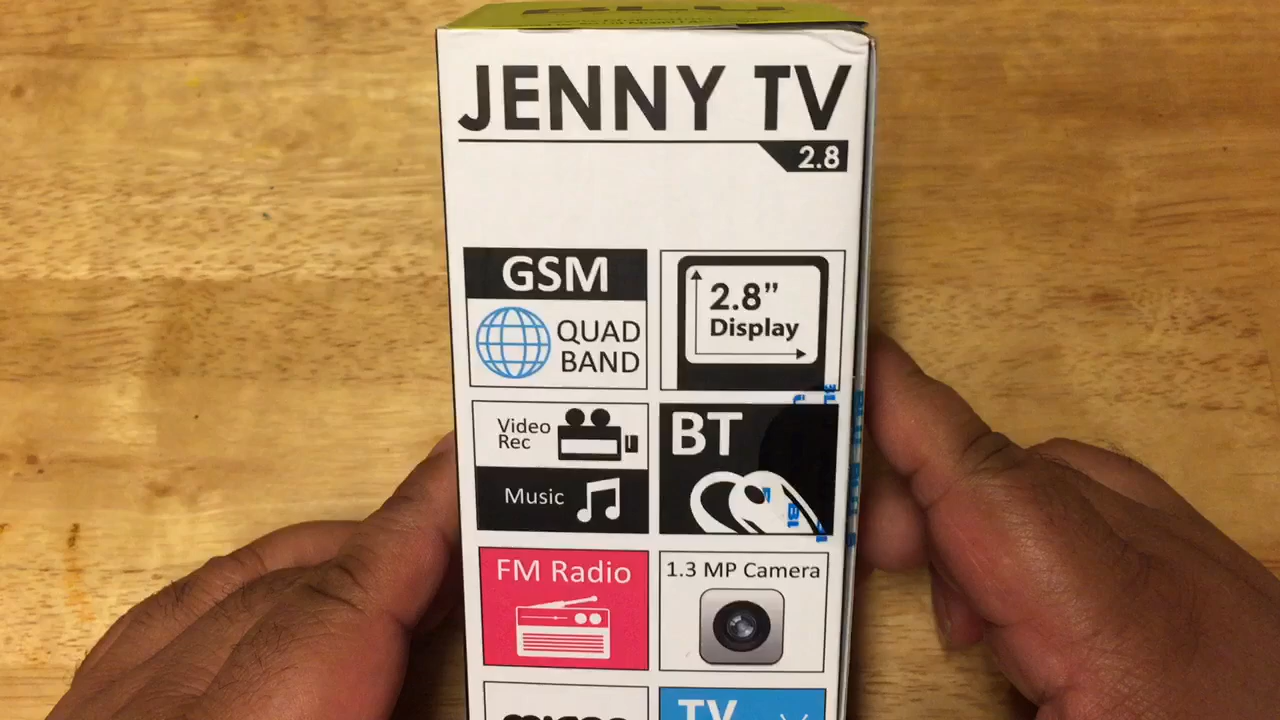 BLU
JENNY TV
2.8
GSM
QUAD
BAND
2.8”
Display
Video
Rec
Music
BT
FM Radio
1.3 MP Camera
TV